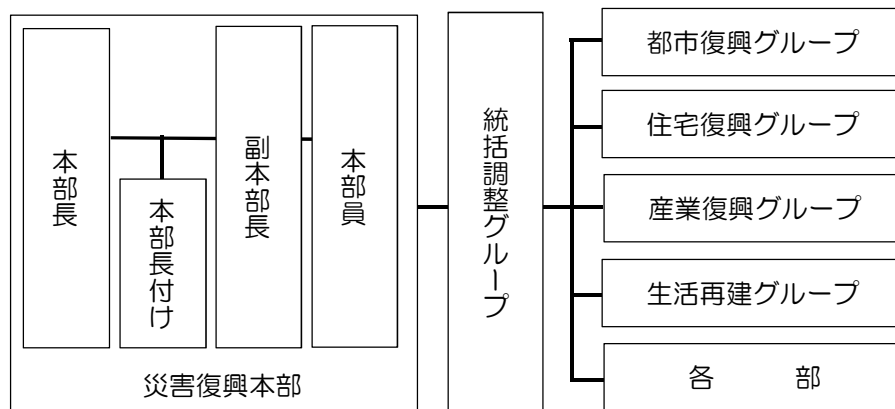 本部長
本部長付け
副本部長
本部員
災害復興本部
統括調整グループ
都市復興グループ
住宅復興グループ
産業復興グループ
生活再建グループ
各　　部